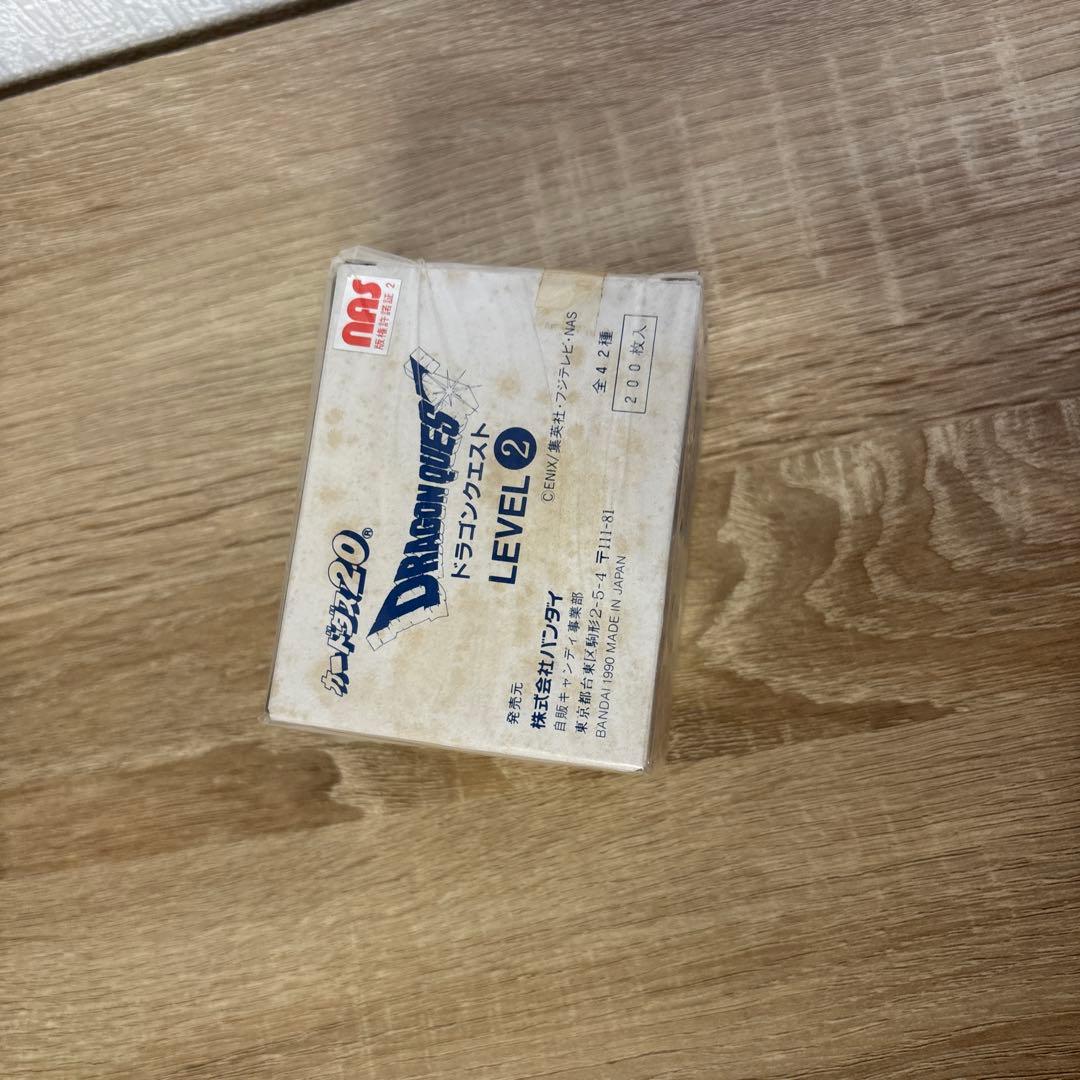 カードダス20®
NAS
版権許諾証 2
DRAGON QUEST
ドラゴンクエスト
LEVEL 2
©ENIX/集英社・フジテレビ・NAS
全42種
200枚入
発売元
株式会社バンダイ
自販キャンディ事業部
東京都台東区駒形2-5-4 〒111-81
BANDAI 1990 MADE IN JAPAN